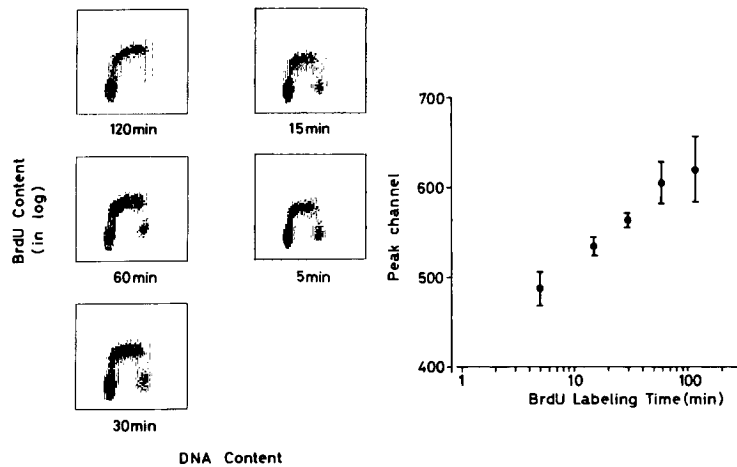 BrdU Content
(in log)
120min
15min
60min
5min
30min
DNA Content
Peak channel
700
600
500
400
1
10
100
BrdU Labeling Time(min)